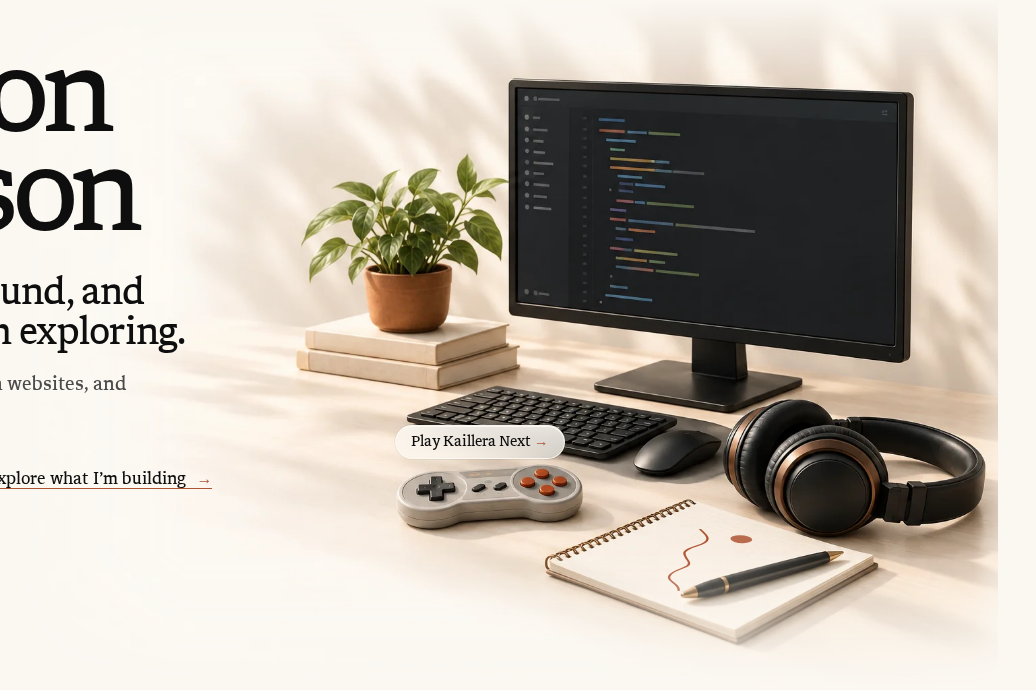 on
son
und, and
n exploring.
websites, and
xplore what I'm building →
Play Kaillera Next →